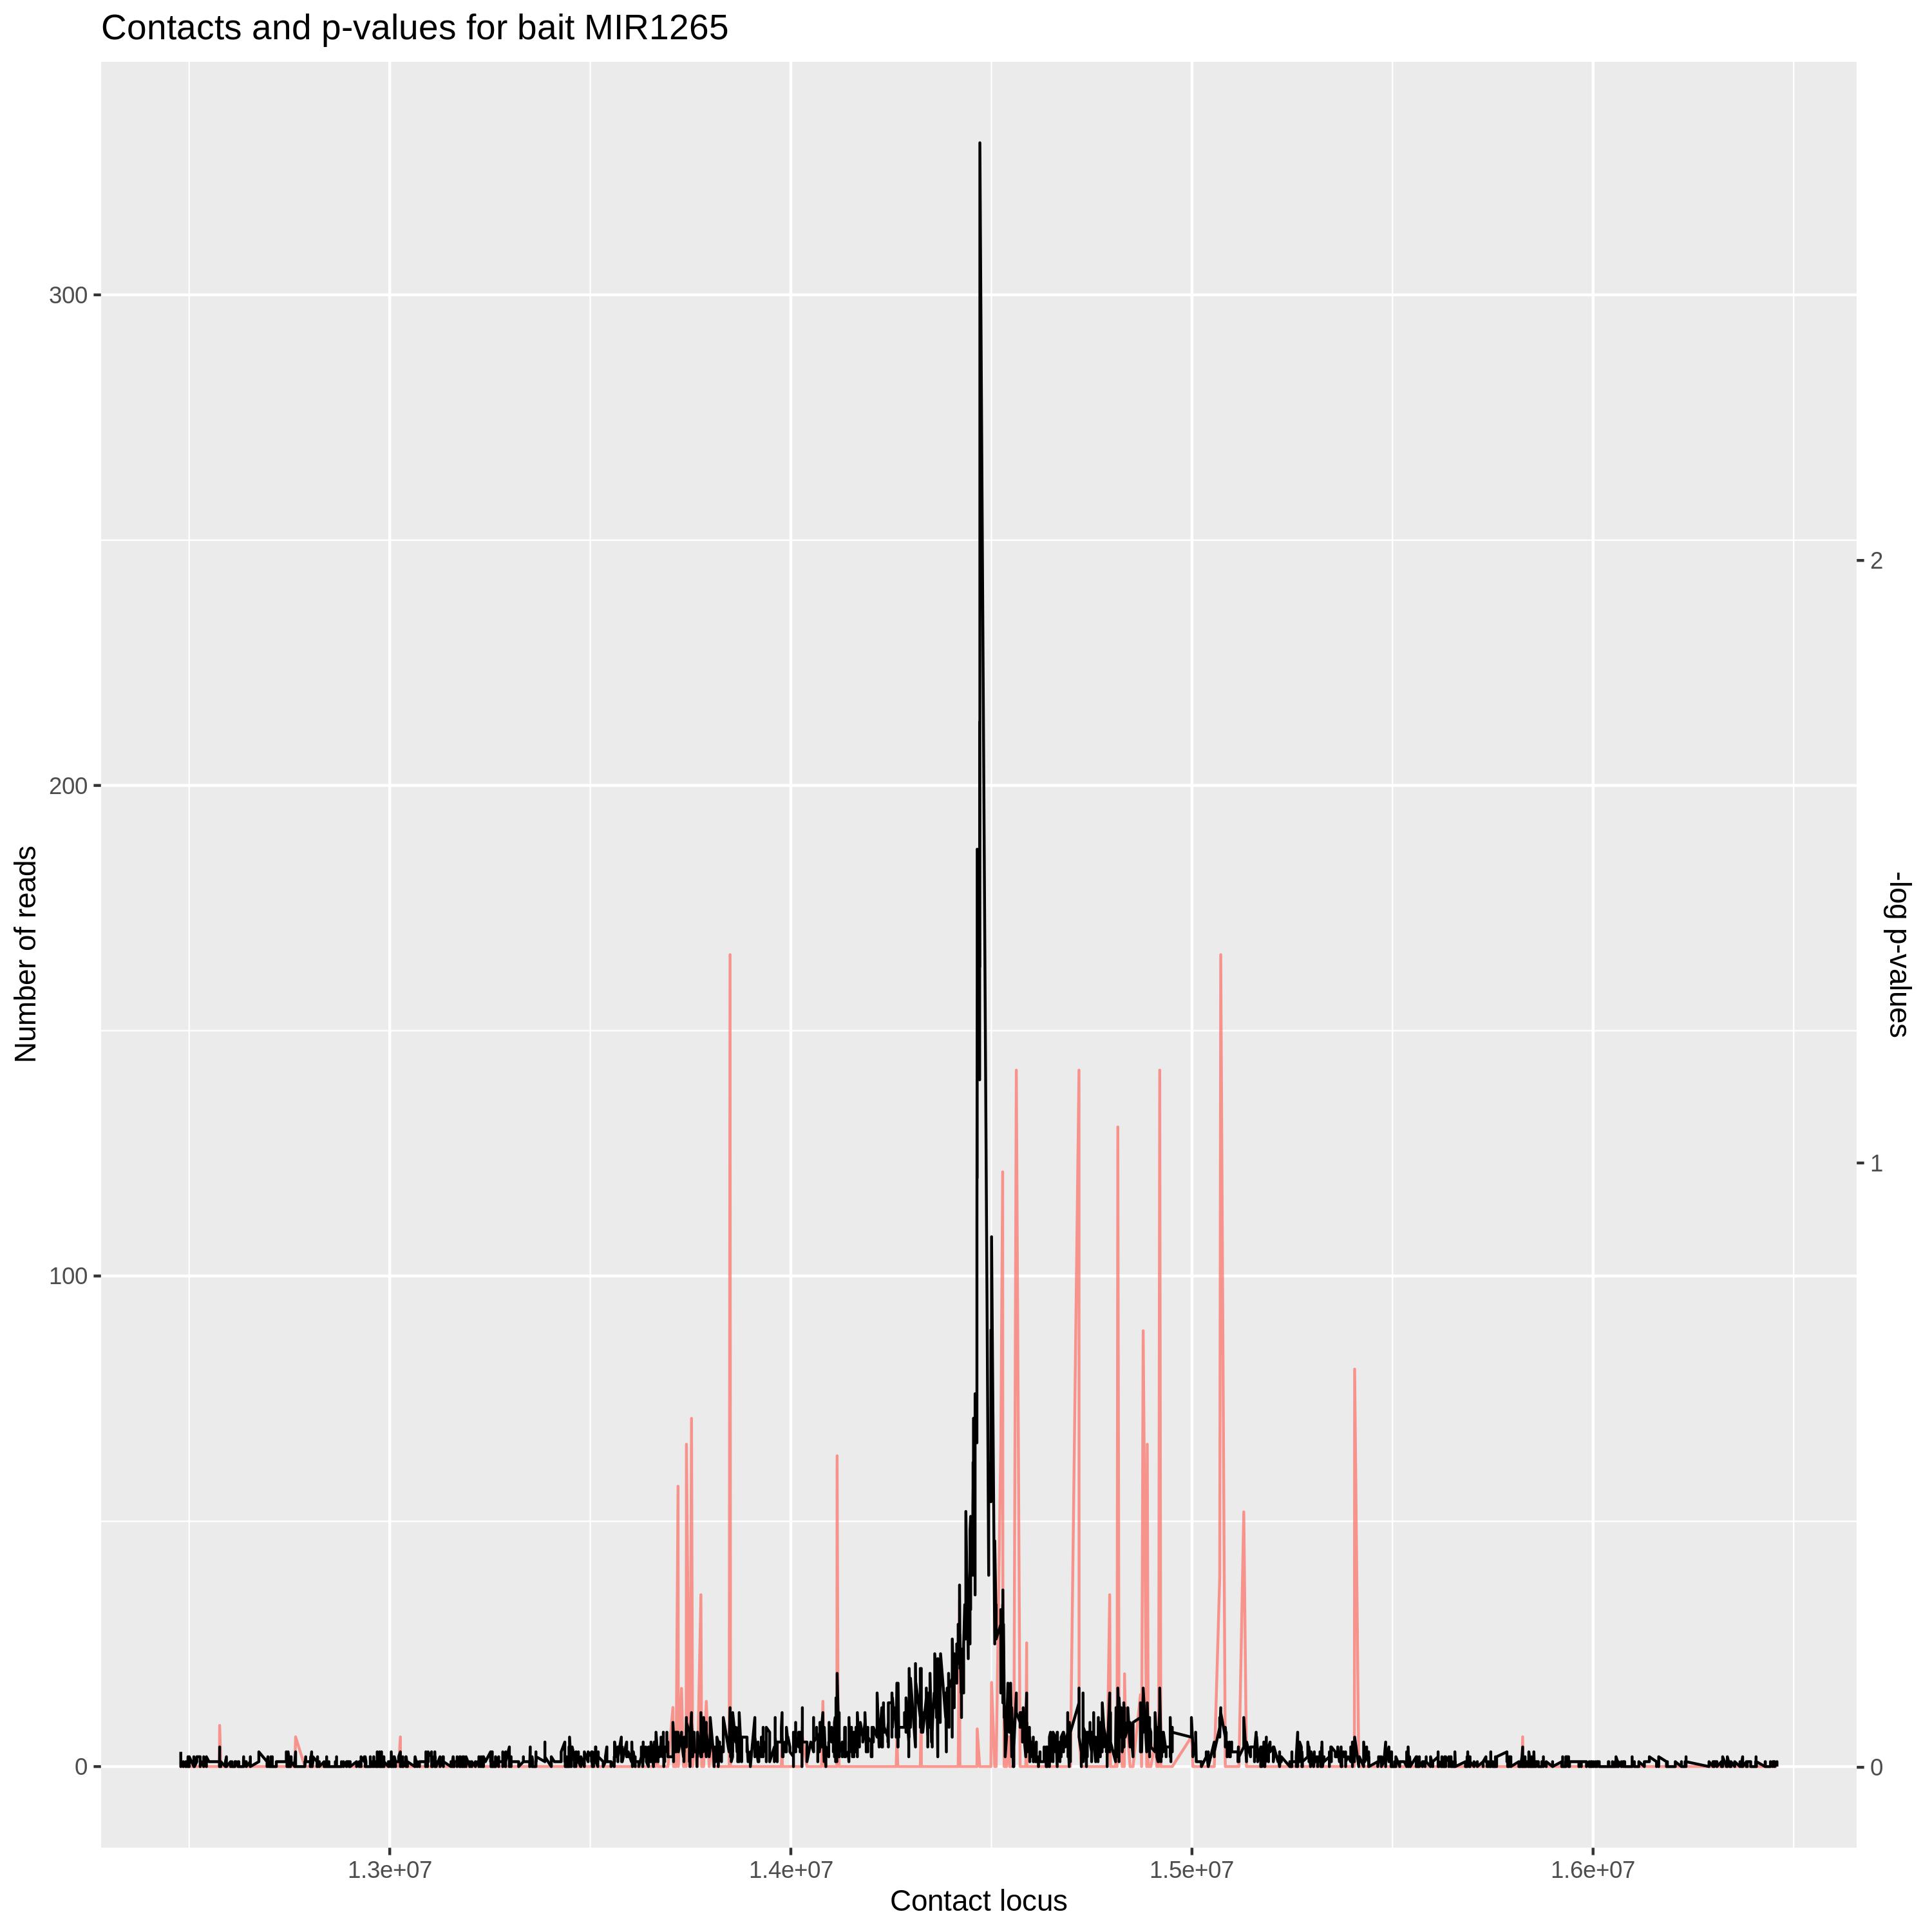 Contacts and p-values for bait MIR1265
300
200
100
0
Number of reads
2
1
0
-log p-values
1.3e+07
1.4e+07
1.5e+07
1.6e+07
Contact locus